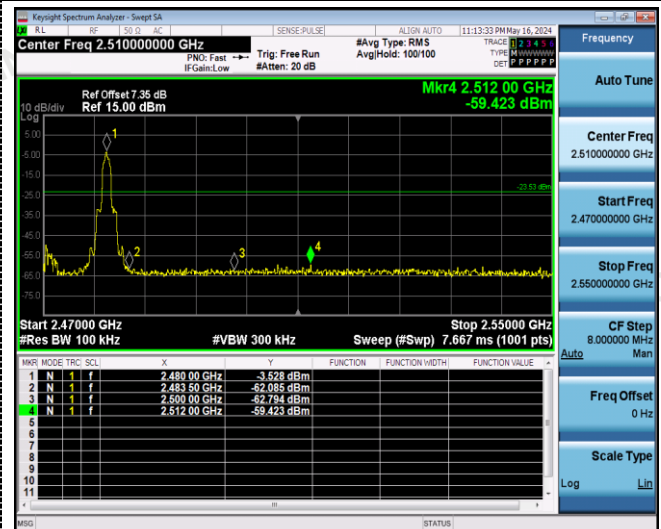 Keysight Spectrum Analyzer - Swept SA
RL RF 50 Ω AC SENSE:PULSE ALIGN AUTO 11:13:33 PM May 16, 2024
Center Freq 2.510000000 GHz #Avg Type: RMS TRACE 1 2 3 4 5 6
PNO: Fast Trig: Free Run Avg|Hold: 100/100 TYPE M WWWWW
IFGain:Low #Atten: 20 dB DET P P P P P P
Mkr4 2.512 00 GHz
-59.423 dBm
Ref Offset 7.35 dB
10 dB/div Ref 15.00 dBm
Log
5.00
-5.00
-15.0
-25.0
-35.0
-45.0
-55.0
-65.0
-75.0
1
2
3
4
-23.53 dBm
Start 2.47000 GHz Stop 2.55000 GHz
#Res BW 100 kHz #VBW 300 kHz Sweep (#Swp) 7.667 ms (1001 pts)
MKR MODE TRC SCL X Y FUNCTION FUNCTION WIDTH FUNCTION VALUE
1 N 1 f 2.480 00 GHz -3.528 dBm
2 N 1 f 2.483 50 GHz -62.085 dBm
3 N 1 f 2.500 00 GHz -62.794 dBm
4 N 1 f 2.512 00 GHz -59.423 dBm
5
6
7
8
9
10
11
MSG STATUS
Frequency
Auto Tune
Center Freq
2.510000000 GHz
Start Freq
2.470000000 GHz
Stop Freq
2.550000000 GHz
CF Step
8.000000 MHz
Auto Man
Freq Offset
0 Hz
Scale Type
Log Lin